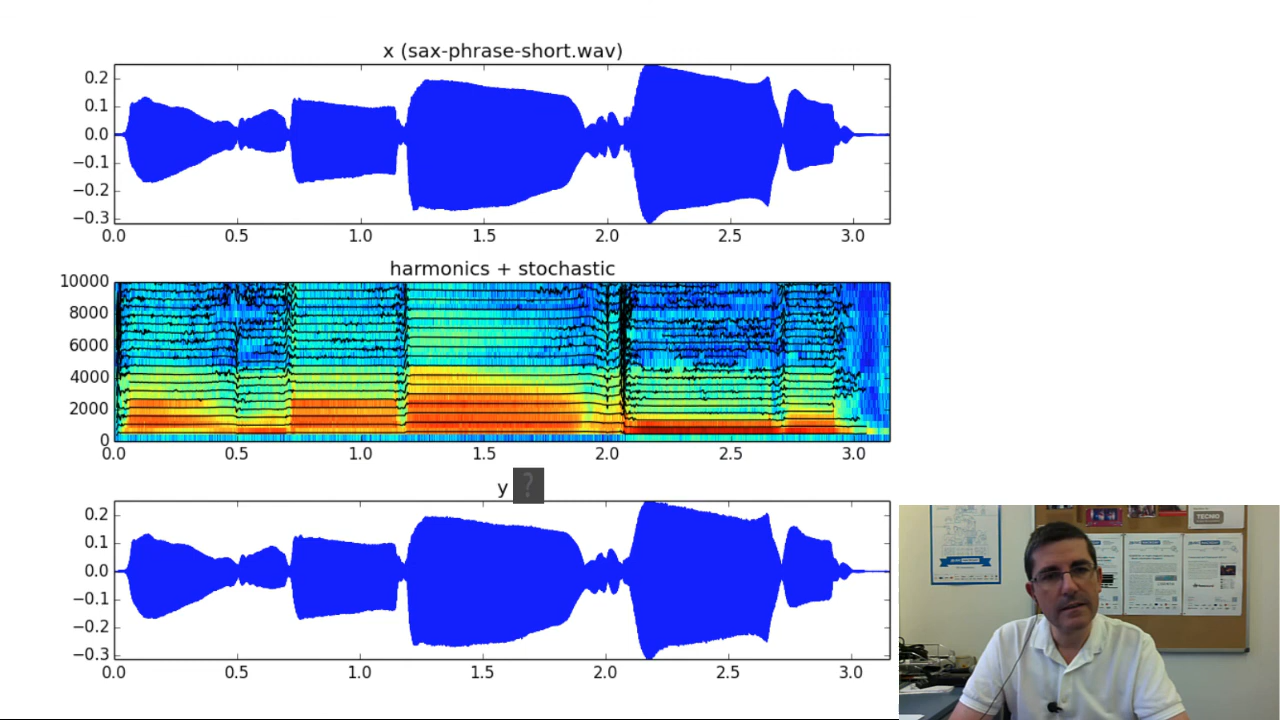 x (sax-phrase-short.wav)
0.2
0.1
0.0
−0.1
−0.2
−0.3
0.0 0.5 1.0 1.5 2.0 2.5 3.0
harmonics + stochastic
10000
8000
6000
4000
2000
0
0.0 0.5 1.0 1.5 2.0 2.5 3.0
y ?
0.2
0.1
0.0
−0.1
−0.2
−0.3
0.0 0.5 1.0 1.5 2.0 2.5 3.0
TECNIO